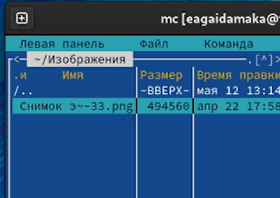 mc [eagaidamaka@
Левая панель Файл Команда
<— ~/Изображения .[^]>
.и Имя Размер Время правки
/.. -ВВЕРХ- мая 12 13:14
Снимок э~-33.png 494560 апр 22 17:58